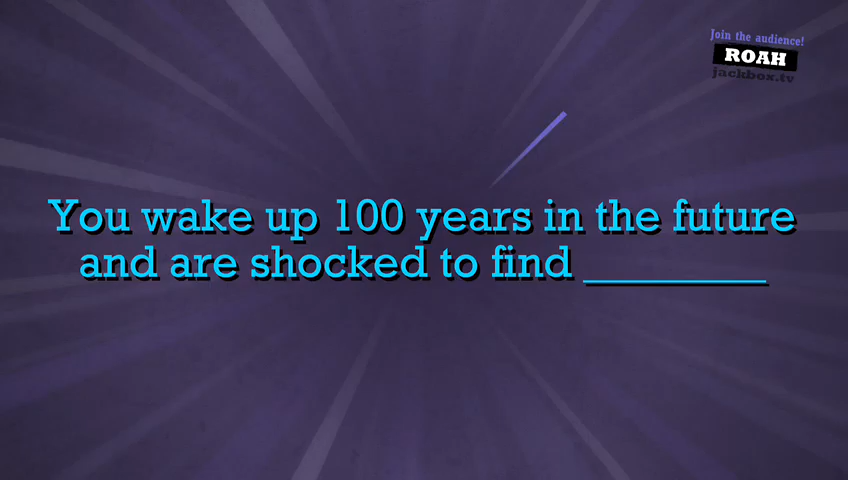 Join the audience!
ROAH
jackbox.tv
You wake up 100 years in the future
and are shocked to find _________